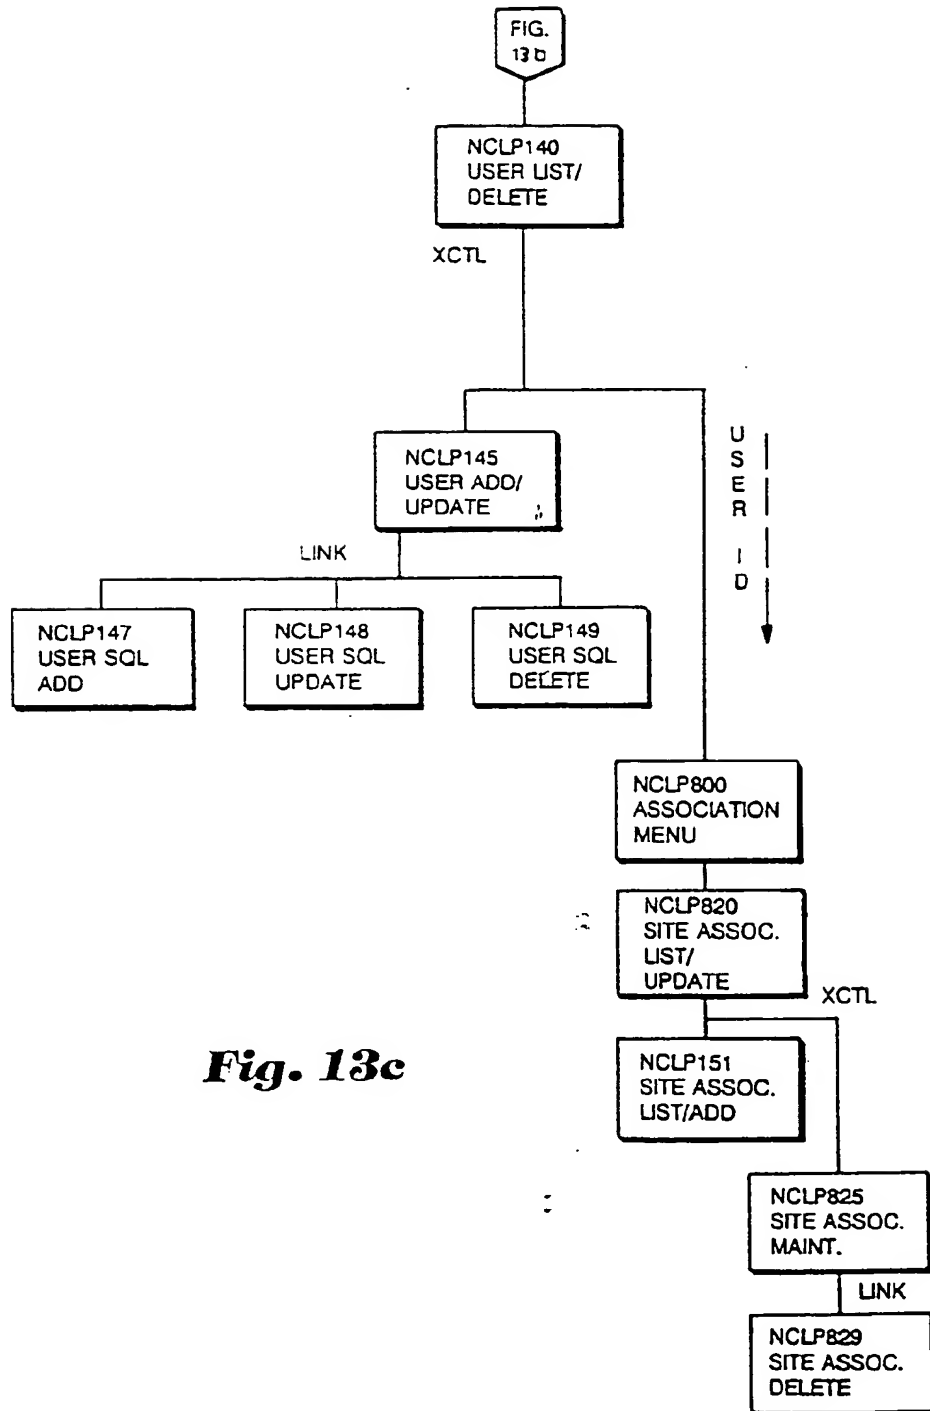 FIG.
13b
NCLP140
USER LIST/
DELETE
XCTL
NCLP145
USER ADD/
UPDATE
USER ID
LINK
NCLP147
USER SQL
ADD
NCLP148
USER SQL
UPDATE
NCLP149
USER SQL
DELETE
NCLP800
ASSOCIATION
MENU
NCLP820
SITE ASSOC.
LIST/
UPDATE
XCTL
NCLP151
SITE ASSOC.
LIST/ADD
Fig. 13c
NCLP825
SITE ASSOC.
MAINT.
LINK
NCLP829
SITE ASSOC.
DELETE